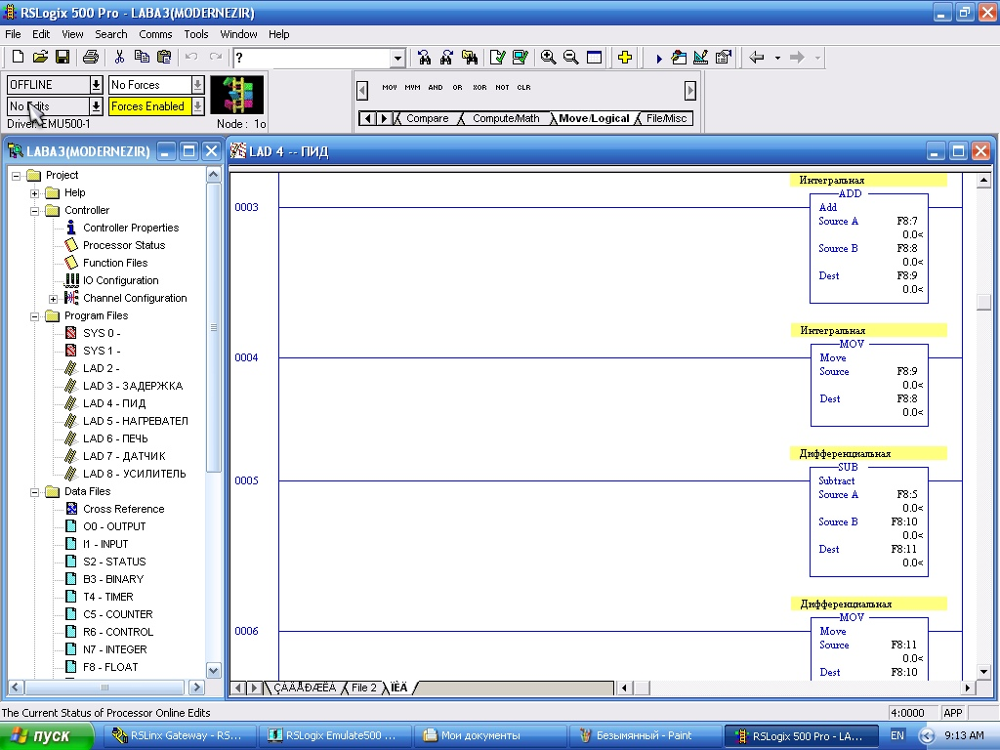 RSLogix 500 Pro - LABA3(MODERNEZIR)
File Edit View Search Comms Tools Window Help
?
OFFLINE No Forces
No Edits Forces Enabled
Driver: EMU500-1 Node : 1o
MOV MVM AND OR XOR NOT CLR
Compare Compute/Math Move/Logical File/Misc
LABA3(MODERNEZIR)
Project
Help
Controller
Controller Properties
Processor Status
Function Files
IO Configuration
Channel Configuration
Program Files
SYS 0 -
SYS 1 -
LAD 2 -
LAD 3 - ЗАДЕРЖКА
LAD 4 - ПИД
LAD 5 - НАГРЕВАТЕЛ
LAD 6 - ПЕЧЬ
LAD 7 - ДАТЧИК
LAD 8 - УСИЛИТЕЛЬ
Data Files
Cross Reference
O0 - OUTPUT
I1 - INPUT
S2 - STATUS
B3 - BINARY
T4 - TIMER
C5 - COUNTER
R6 - CONTROL
N7 - INTEGER
F8 - FLOAT
LAD 4 -- ПИД
Интегральная
0003
ADD
Add
Source A F8:7
0.0<
Source B F8:8
0.0<
Dest F8:9
0.0<
Интегральная
0004
MOV
Move
Source F8:9
0.0<
Dest F8:8
0.0<
Дифференциальная
0005
SUB
Subtract
Source A F8:5
0.0<
Source B F8:10
0.0<
Dest F8:11
0.0<
Дифференциальная
0006
MOV
Move
Source F8:11
0.0<
Dest F8:10
ÇÀÄÅÐÆÊÀ File 2 ÏÈÄ
The Current Status of Processor Online Edits 4:0000 APP
пуск RSLinx Gateway - RS... RSLogix Emulate500 ... Мои документы Безымянный - Paint RSLogix 500 Pro - LA... EN 9:13 AM